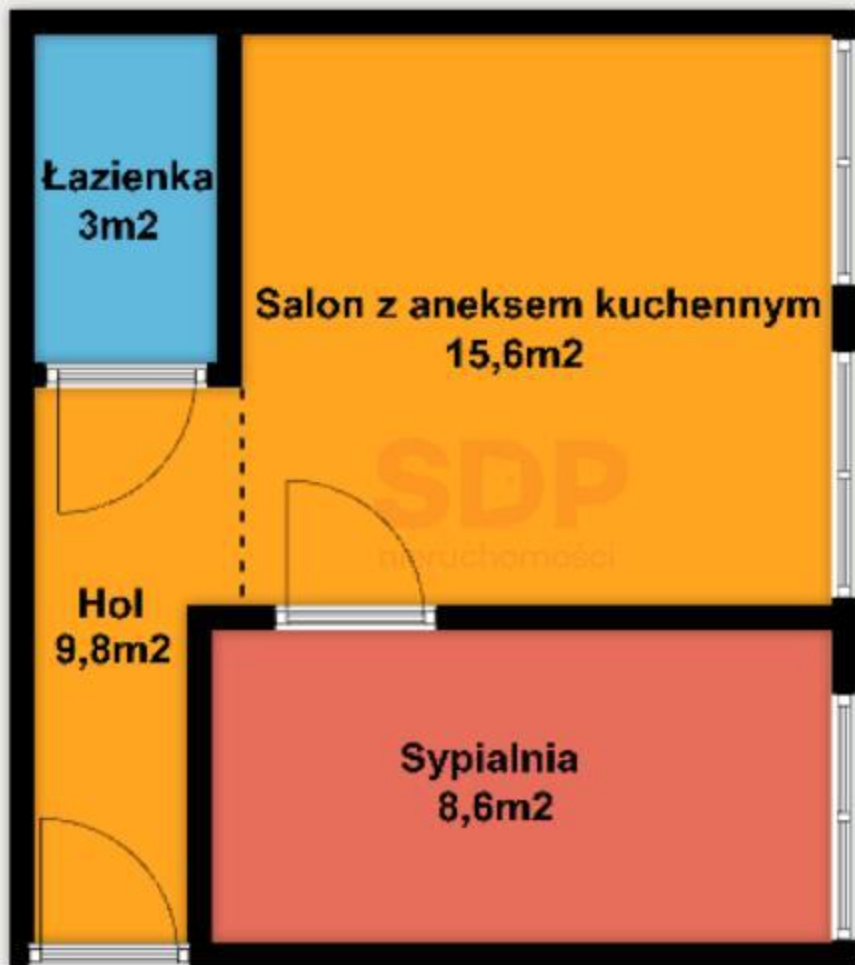 Łazienka
3m2
Salon z aneksem kuchennym
15,6m2
SDP
nieruchomości
Hol
9,8m2
Sypialnia
8,6m2